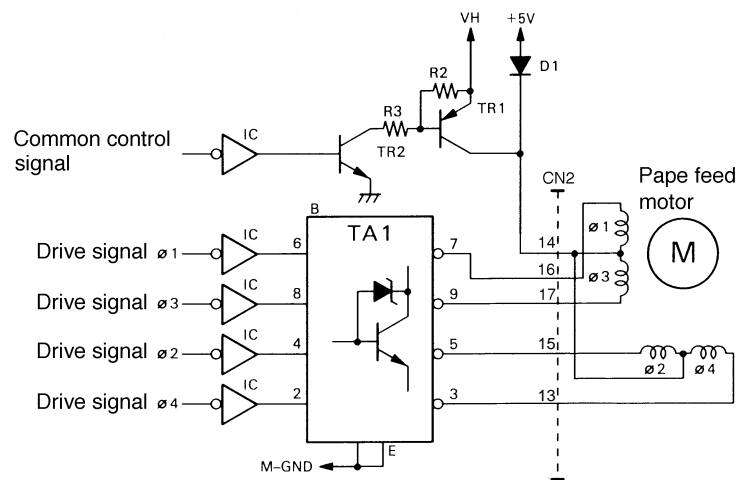 VH +5V
D1
R2
R3
TR1
TR2
Common control
signal
IC
CN2
Pape feed
motor
M
B
TA1
Drive signal ø1
IC
6
7
14
ø1
16
ø3
Drive signal ø3
IC
8
9
17
Drive signal ø2
IC
4
5
15
ø2 ø4
Drive signal ø4
IC
2
3
13
E
M-GND